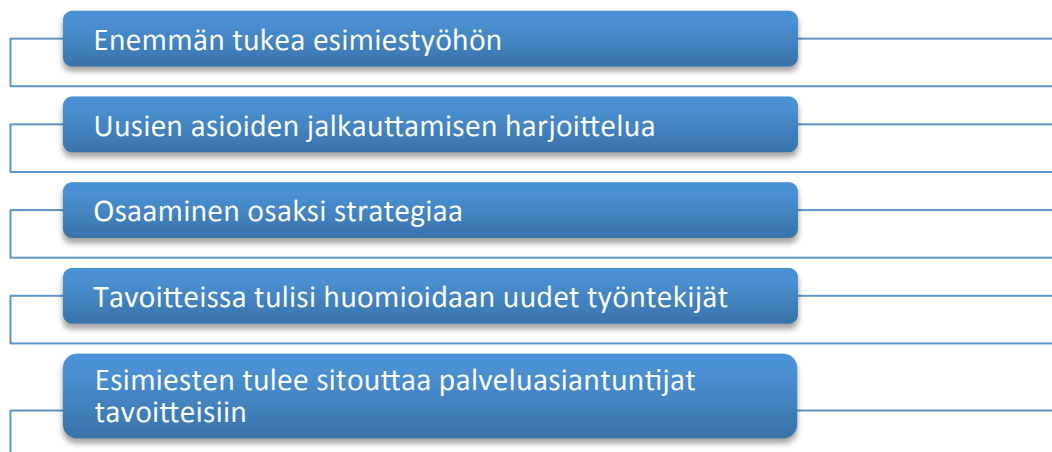 Enemmän tukea esimiestyöhön
Uusien asioiden jalkauttamisen harjoittelua
Osaaminen osaksi strategiaa
Tavoitteissa tulisi huomioidaan uudet työntekijät
Esimiesten tulee sitouttaa palveluasiantuntijat
tavoitteisiin